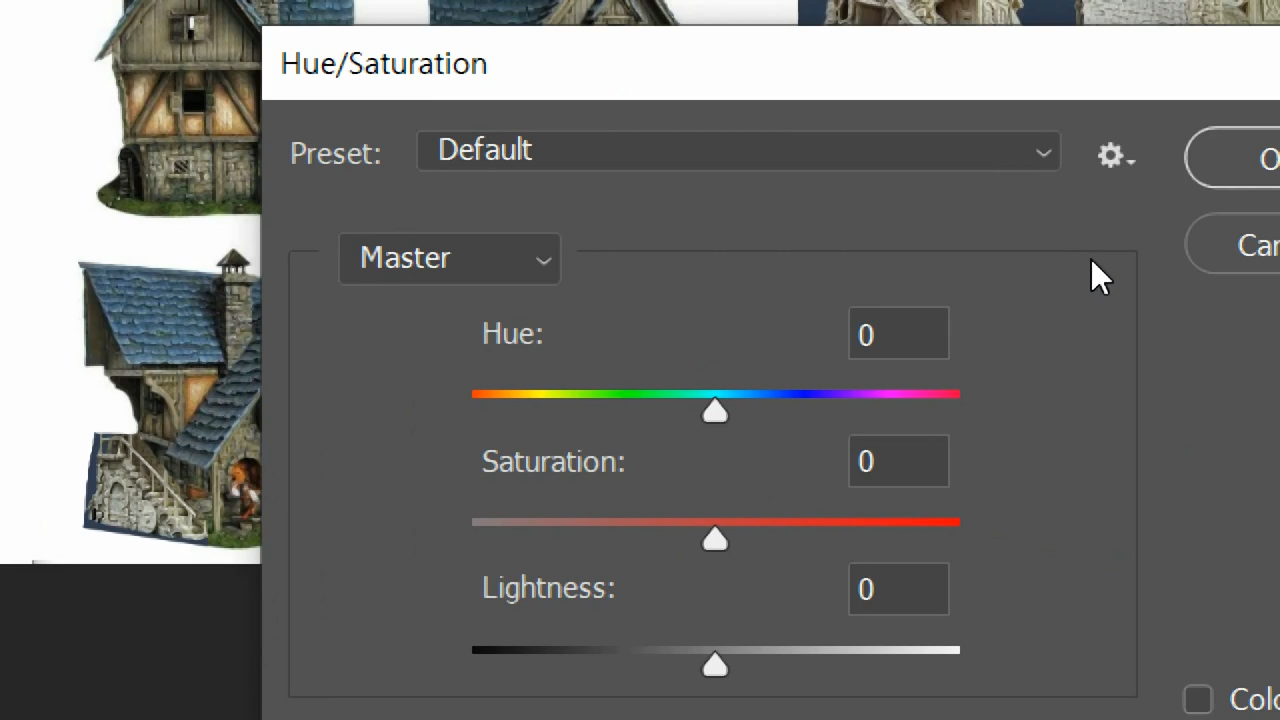 Hue/Saturation
Preset:
Default
Master
Hue:
0
Saturation:
0
Lightness:
0